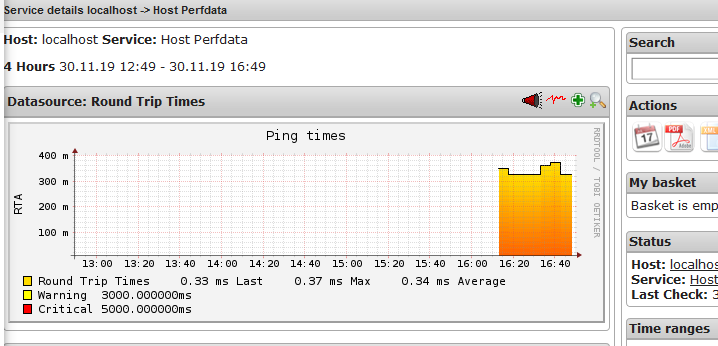 Service details localhost -> Host Perfdata
Host: localhost Service: Host Perfdata
4 Hours 30.11.19 12:49 - 30.11.19 16:49
Datasource: Round Trip Times
Ping times
RRDTOOL / TOBI OETIKER
RTA
400 m
300 m
200 m
100 m
13:00 13:20 13:40 14:00 14:20 14:40 15:00 15:20 15:40 16:00 16:20 16:40
Round Trip Times 0.33 ms Last 0.37 ms Max 0.34 ms Average
Warning 3000.000000ms
Critical 5000.000000ms
Search
Actions
17
PDF
Adobe
My basket
Basket is emp
Status
Host: localhos
Service: Host
Last Check: 3
Time ranges